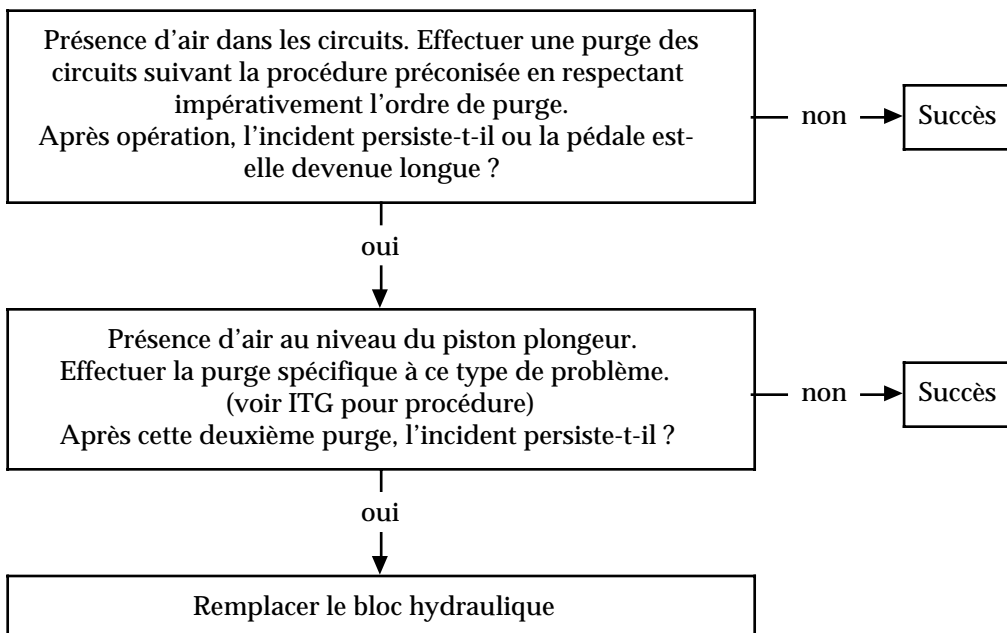 Présence d'air dans les circuits. Effectuer une purge des
circuits suivant la procédure préconisée en respectant
impérativement l'ordre de purge.
Après opération, l'incident persiste-t-il ou la pédale est-
elle devenue longue ?
non
Succès
oui
Présence d'air au niveau du piston plongeur.
Effectuer la purge spécifique à ce type de problème.
(voir ITG pour procédure)
Après cette deuxième purge, l'incident persiste-t-il ?
non
Succès
oui
Remplacer le bloc hydraulique